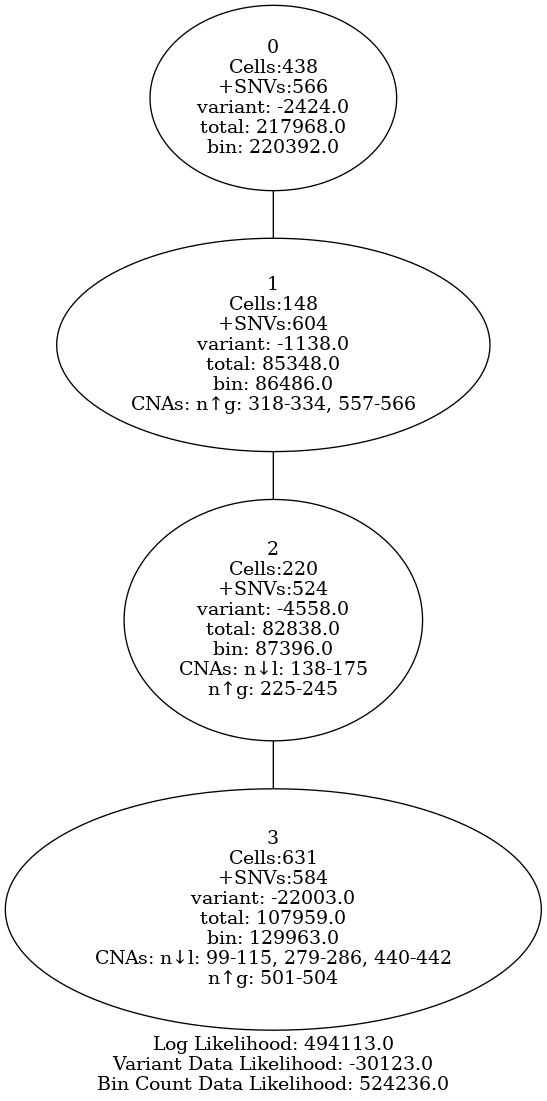 0
Cells:438
+SNVs:566
variant: -2424.0
total: 217968.0
bin: 220392.0
1
Cells:148
+SNVs:604
variant: -1138.0
total: 85348.0
bin: 86486.0
CNAs: n↑g: 318-334, 557-566
2
Cells:220
+SNVs:524
variant: -4558.0
total: 82838.0
bin: 87396.0
CNAs: n↓l: 138-175
n↑g: 225-245
3
Cells:631
+SNVs:584
variant: -22003.0
total: 107959.0
bin: 129963.0
CNAs: n↓l: 99-115, 279-286, 440-442
n↑g: 501-504
Log Likelihood: 494113.0
Variant Data Likelihood: -30123.0
Bin Count Data Likelihood: 524236.0